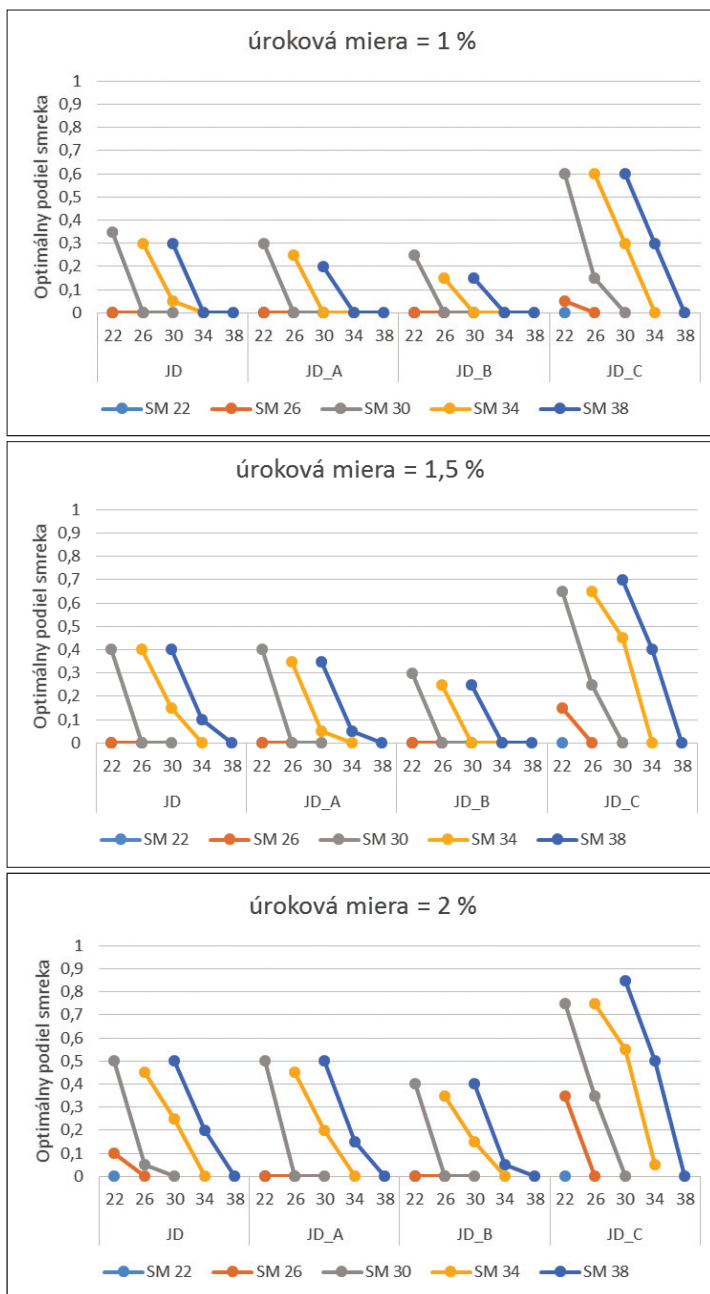 úroková miera = 1 %
Optimálny podiel smreka
1
0,9
0,8
0,7
0,6
0,5
0,4
0,3
0,2
0,1
0
22 26 30 34 38 22 26 30 34 38 22 26 30 34 38 22 26 30 34 38
JD JD_A JD_B JD_C
SM 22 SM 26 SM 30 SM 34 SM 38
úroková miera = 1,5 %
Optimálny podiel smreka
1
0,9
0,8
0,7
0,6
0,5
0,4
0,3
0,2
0,1
0
22 26 30 34 38 22 26 30 34 38 22 26 30 34 38 22 26 30 34 38
JD JD_A JD_B JD_C
SM 22 SM 26 SM 30 SM 34 SM 38
úroková miera = 2 %
Optimálny podiel smreka
1
0,9
0,8
0,7
0,6
0,5
0,4
0,3
0,2
0,1
0
22 26 30 34 38 22 26 30 34 38 22 26 30 34 38 22 26 30 34 38
JD JD_A JD_B JD_C
SM 22 SM 26 SM 30 SM 34 SM 38